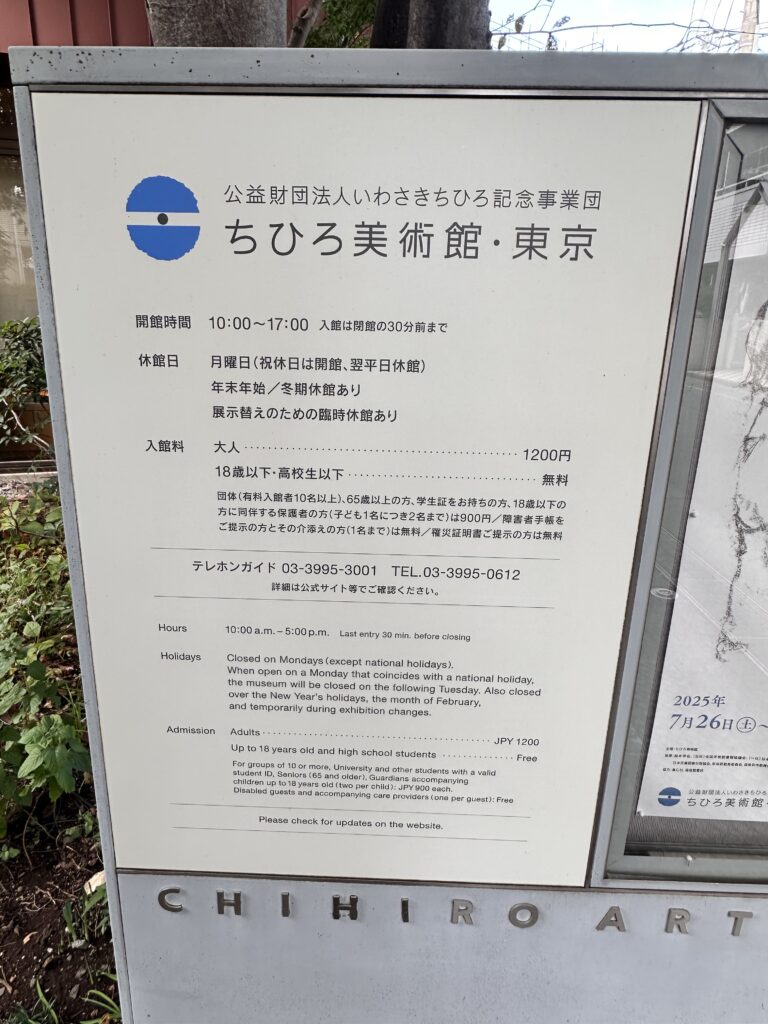 公益財団法人いわさきちひろ記念事業団
ちひろ美術館・東京
開館時間 10:00〜17:00 入館は閉館の30分前まで
休館日 月曜日(祝休日は開館、翌平日休館)
年末年始／冬期休館あり
展示替えのための臨時休館あり
入館料 大人 1200円
18歳以下・高校生以下 無料
団体(有料入館者10名以上)、65歳以上の方、学生証をお持ちの方、18歳以下の
方に同伴する保護者の方(子ども1名につき2名まで)は900円／障害者手帳を
ご提示の方とその介添えの方(1名まで)は無料／罹災証明書ご提示の方は無料
テレホンガイド 03-3995-3001 TEL.03-3995-0612
詳細は公式サイト等でご確認ください。
Hours 10:00 a.m. – 5:00 p.m. Last entry 30 min. before closing
Holidays Closed on Mondays (except national holidays).
When open on a Monday that coincides with a national holiday,
the museum will be closed on the following Tuesday. Also closed
over the New Year's holidays, the month of February,
and temporarily during exhibition changes.
Admission Adults JPY 1200
Up to 18 years old and high school students Free
For groups of 10 or more, University and other students with a valid
student ID, Seniors (65 and older), Guardians accompanying
children up to 18 years old (two per child): JPY 900 each.
Disabled guests and accompanying care providers (one per guest): Free
Please check for updates on the website.
CHIHIRO ART
2025年
7月26日(土)〜
公益財団法人いわさきちひろ
ちひろ美術館・